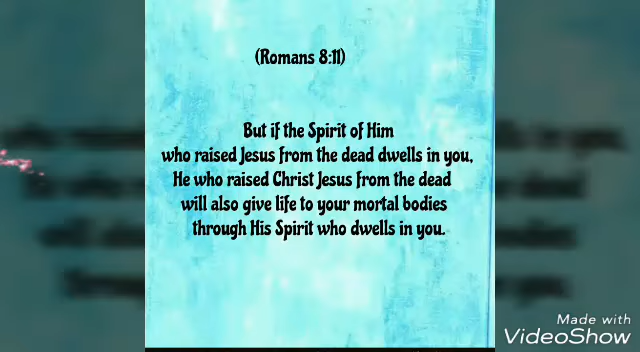 (Romans 8:11)
But if the Spirit of Him
who raised Jesus from the dead dwells in you,
He who raised Christ Jesus from the dead
will also give life to your mortal bodies
through His Spirit who dwells in you.
Made with
VideoShow